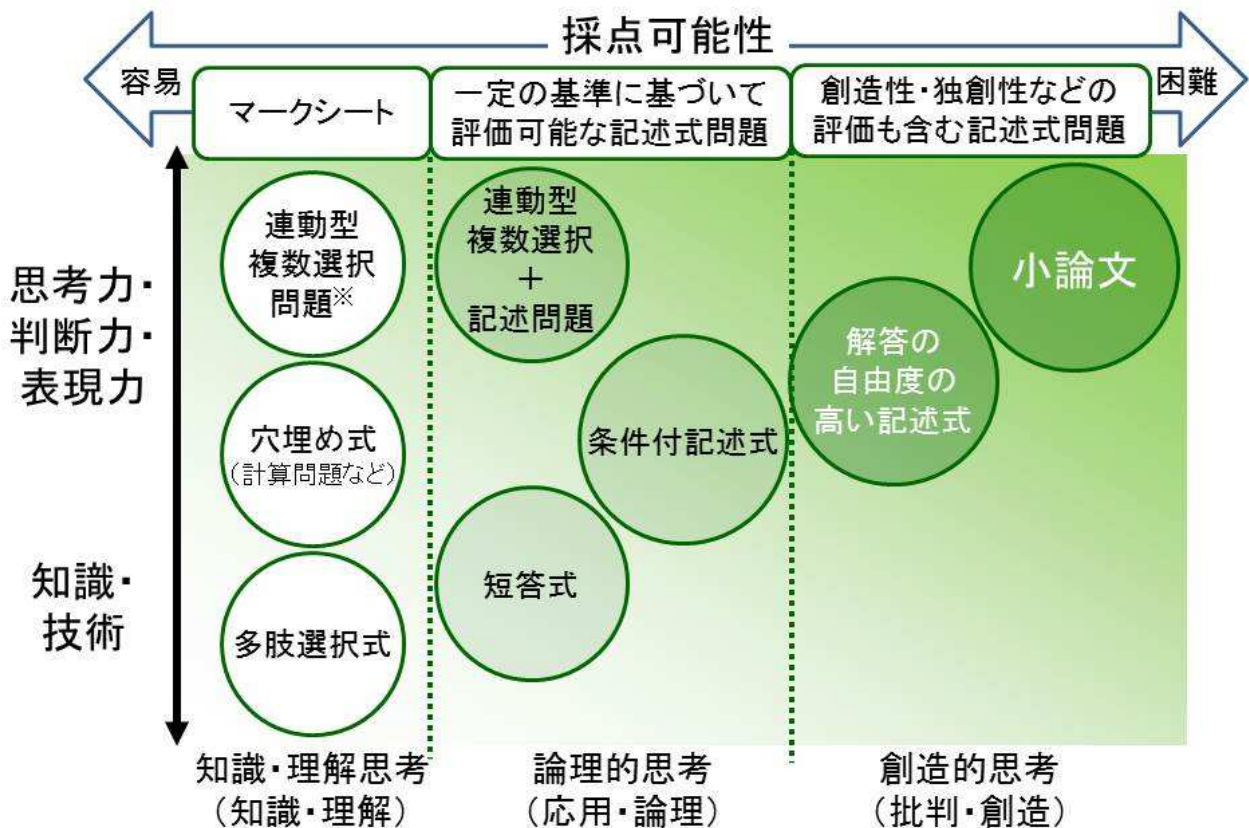 採点可能性
容易
困難
マークシート
一定の基準に基づいて
評価可能な記述式問題
創造性・独創性などの
評価も含む記述式問題
思考力・
判断力・
表現力
知識・
技術
連動型
複数選択
問題※
穴埋め式
(計算問題など)
多肢選択式
連動型
複数選択
＋
記述問題
条件付記述式
短答式
解答の
自由度の
高い記述式
小論文
知識・理解思考
（知識・理解）
論理的思考
（応用・論理）
創造的思考
（批判・創造）